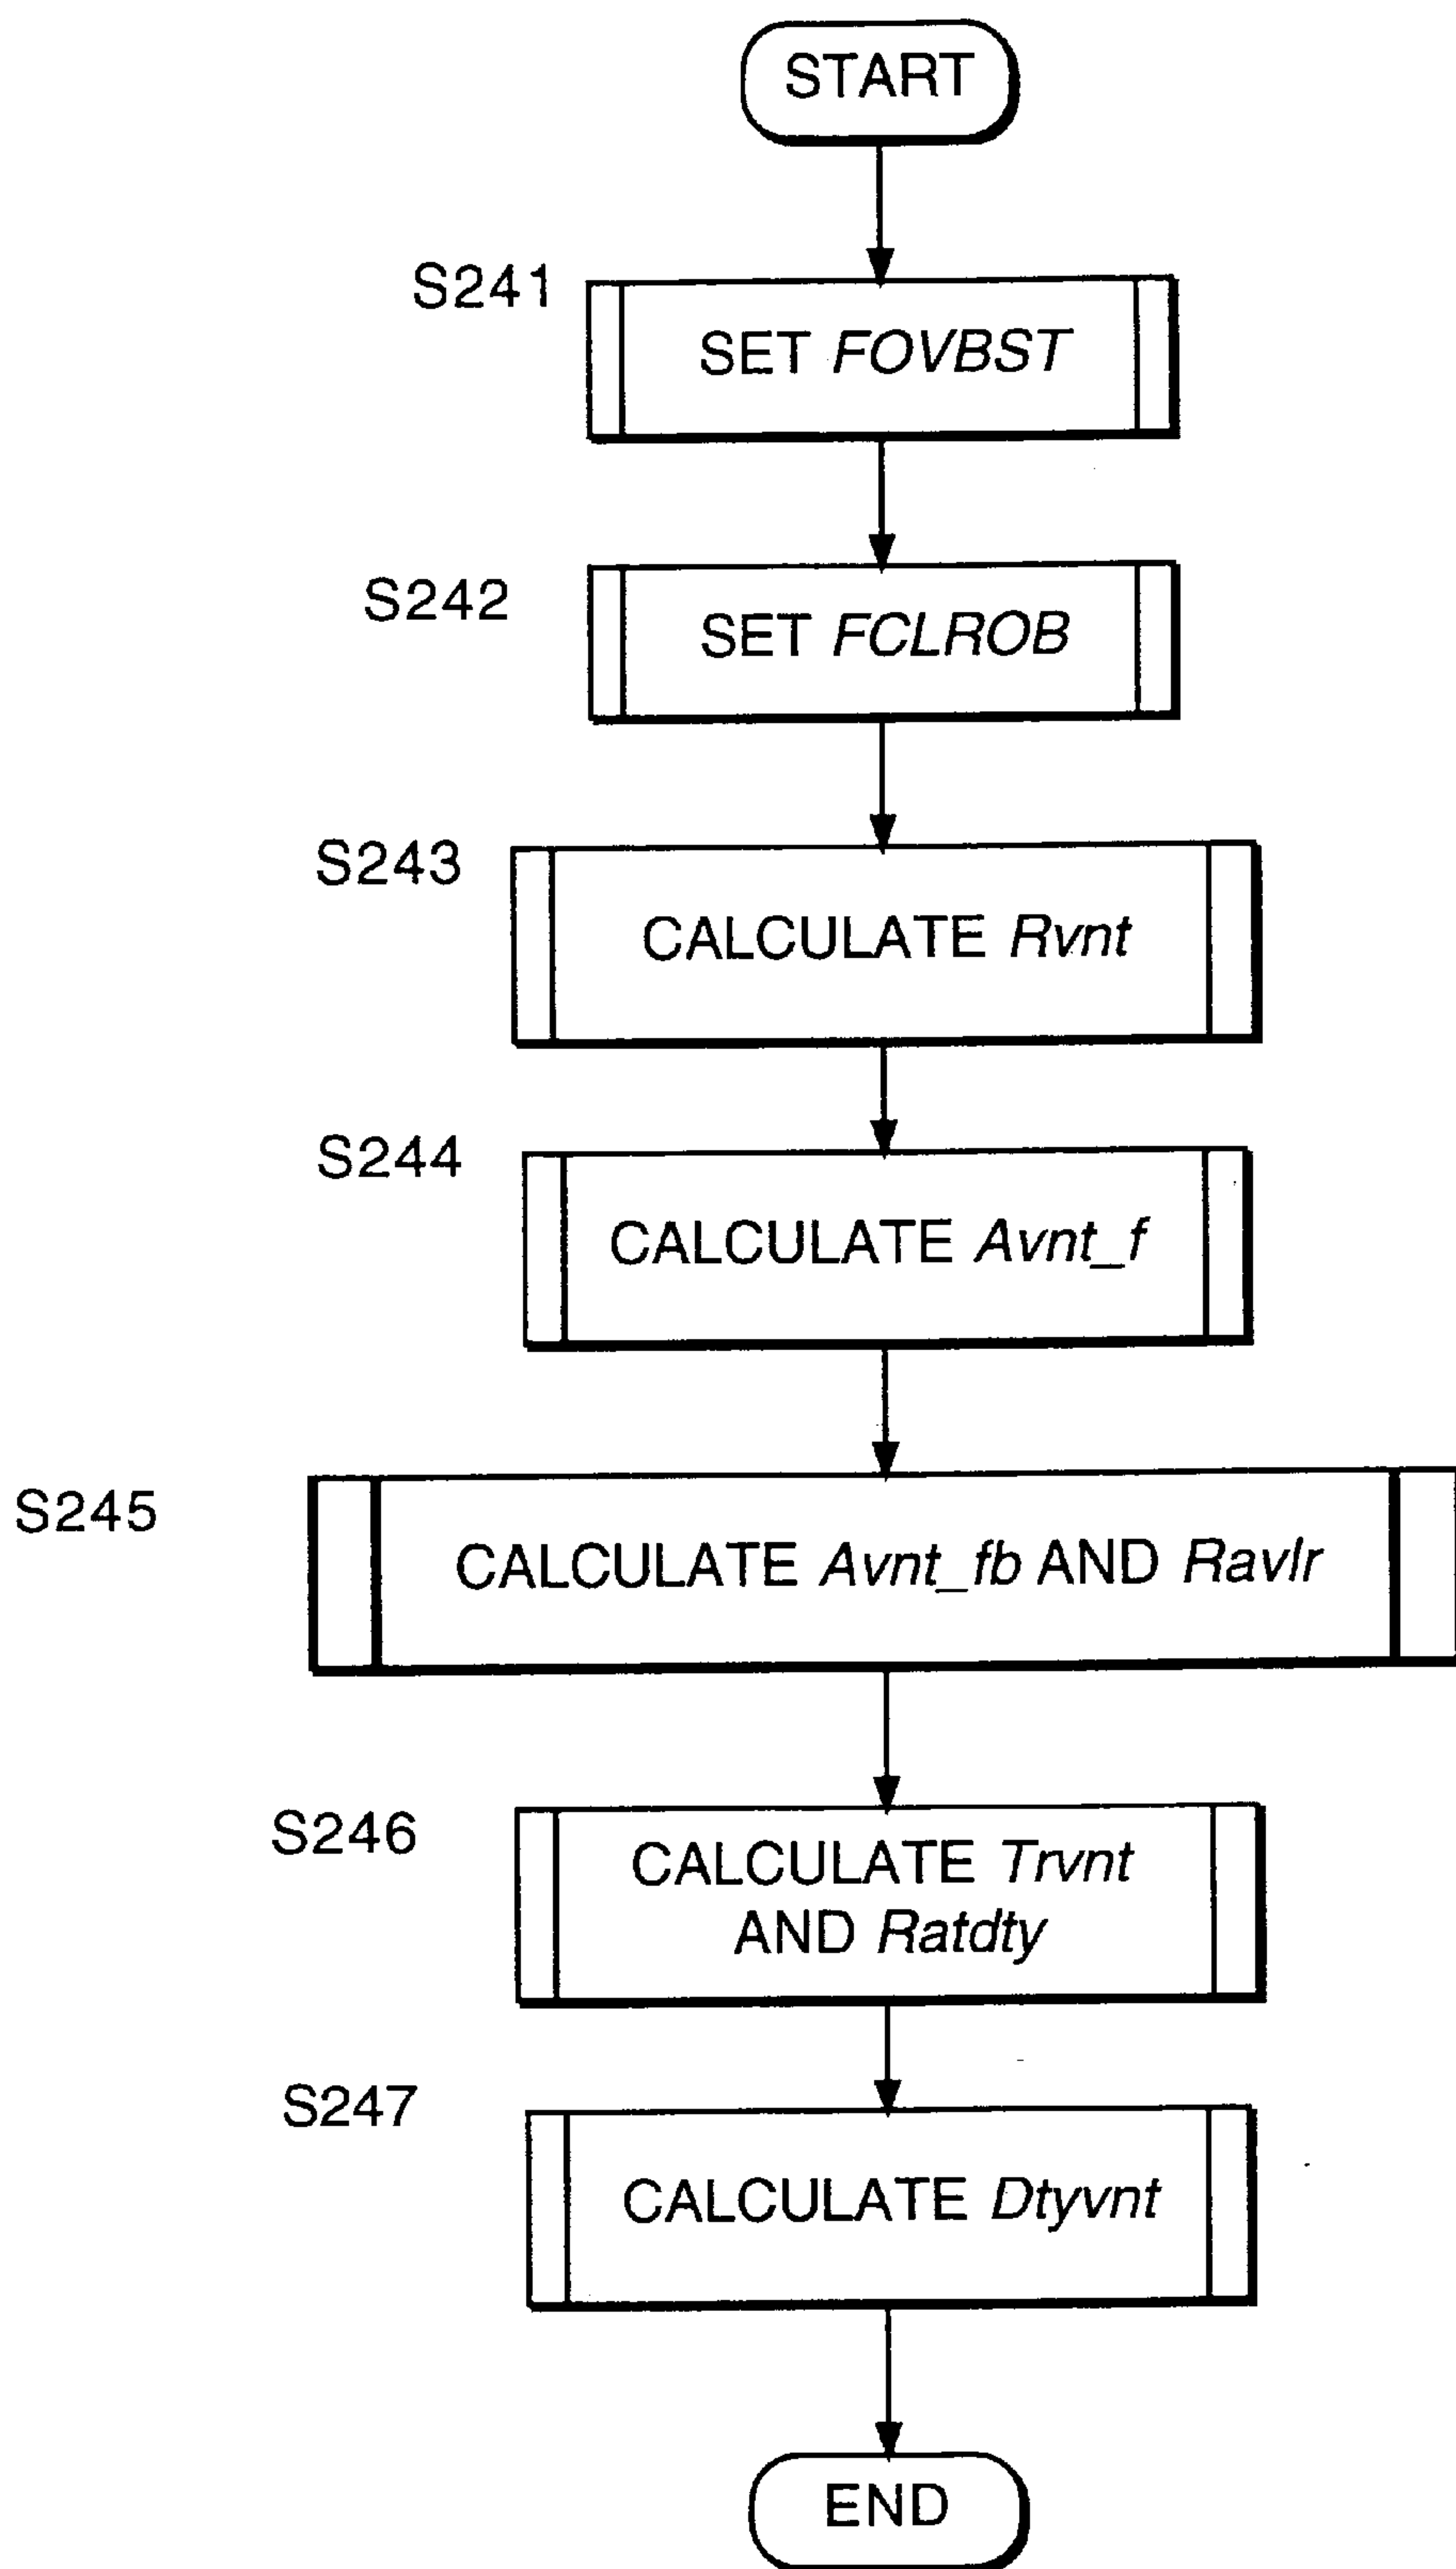 START
S241
SET FOVBST
S242
SET FCLROB
S243
CALCULATE Rvnt
S244
CALCULATE Avnt_f
S245
CALCULATE Avnt_fb AND Ravlr
S246
CALCULATE Trvnt
AND Ratdty
S247
CALCULATE Dtyvnt
END